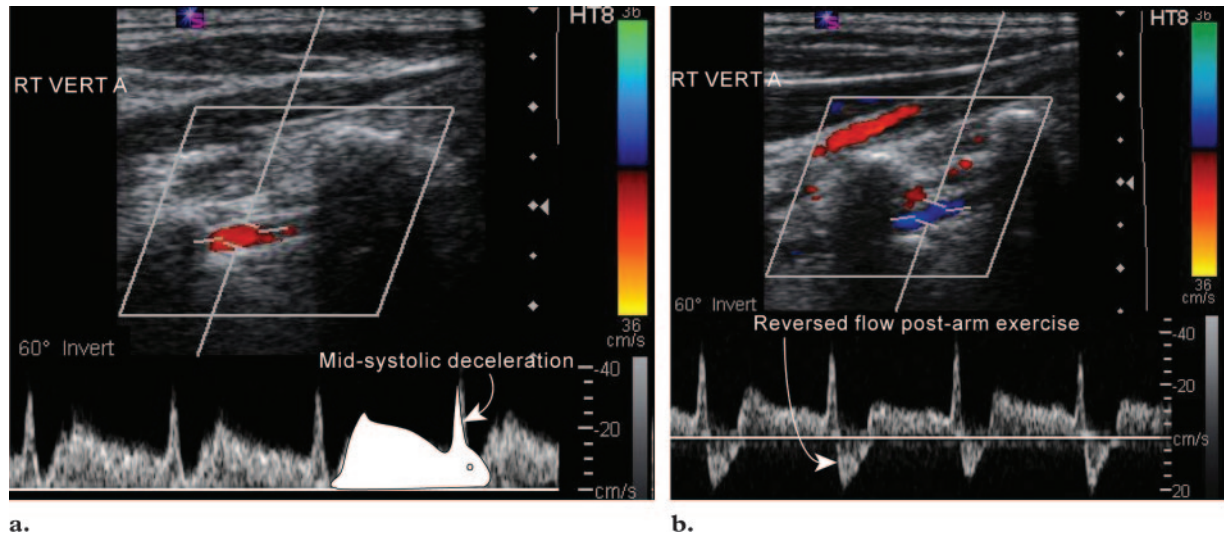 HT8
36
S
RT VERT A
36
cm/s
60° Invert
Mid-systolic deceleration
-40
-20
cm/s
a.
HT8
36
S
RT VERT A
36
cm/s
60° Invert
Reversed flow post-arm exercise
-40
-20
cm/s
20
b.